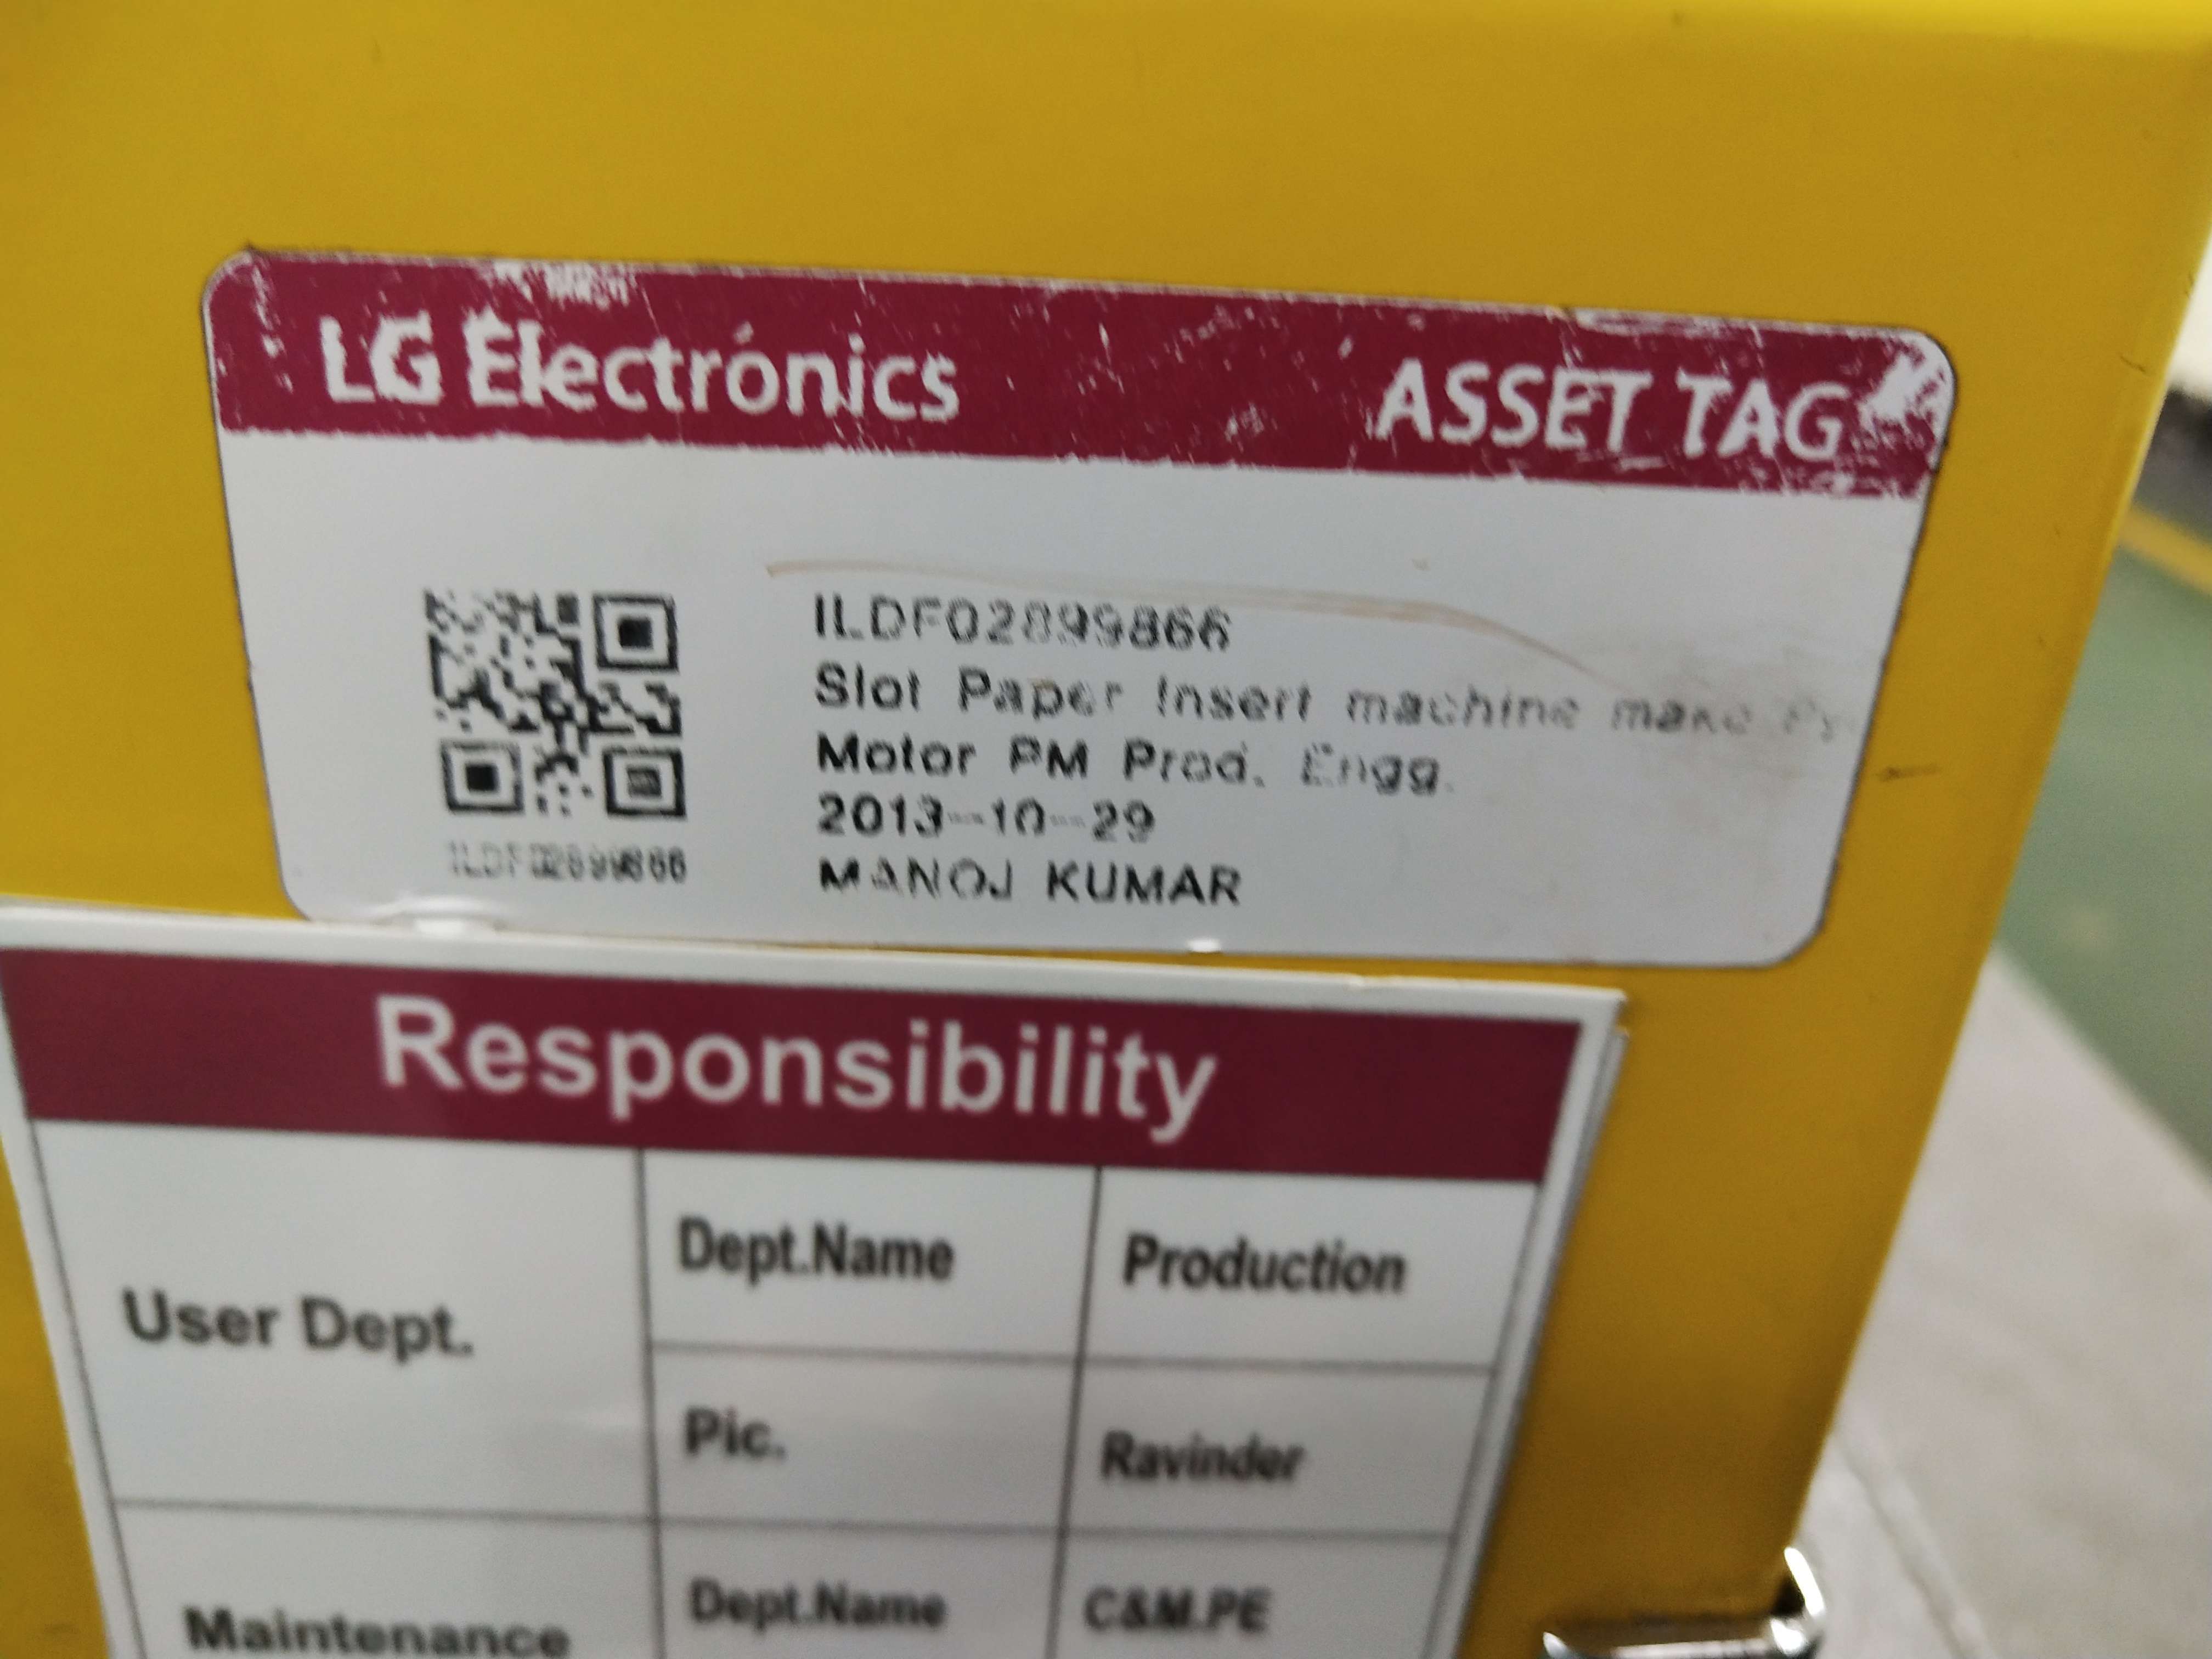 LG Electronics ASSET TAG
ILDF02899866
Slot Paper Insert machine make
Motor PM Prod. Engg.
2013-10-29
MANOJ KUMAR
ILDF02899866
Responsibility
User Dept. Dept.Name Production
Pic. Ravinder
Maintenance Dept.Name C&M.PE